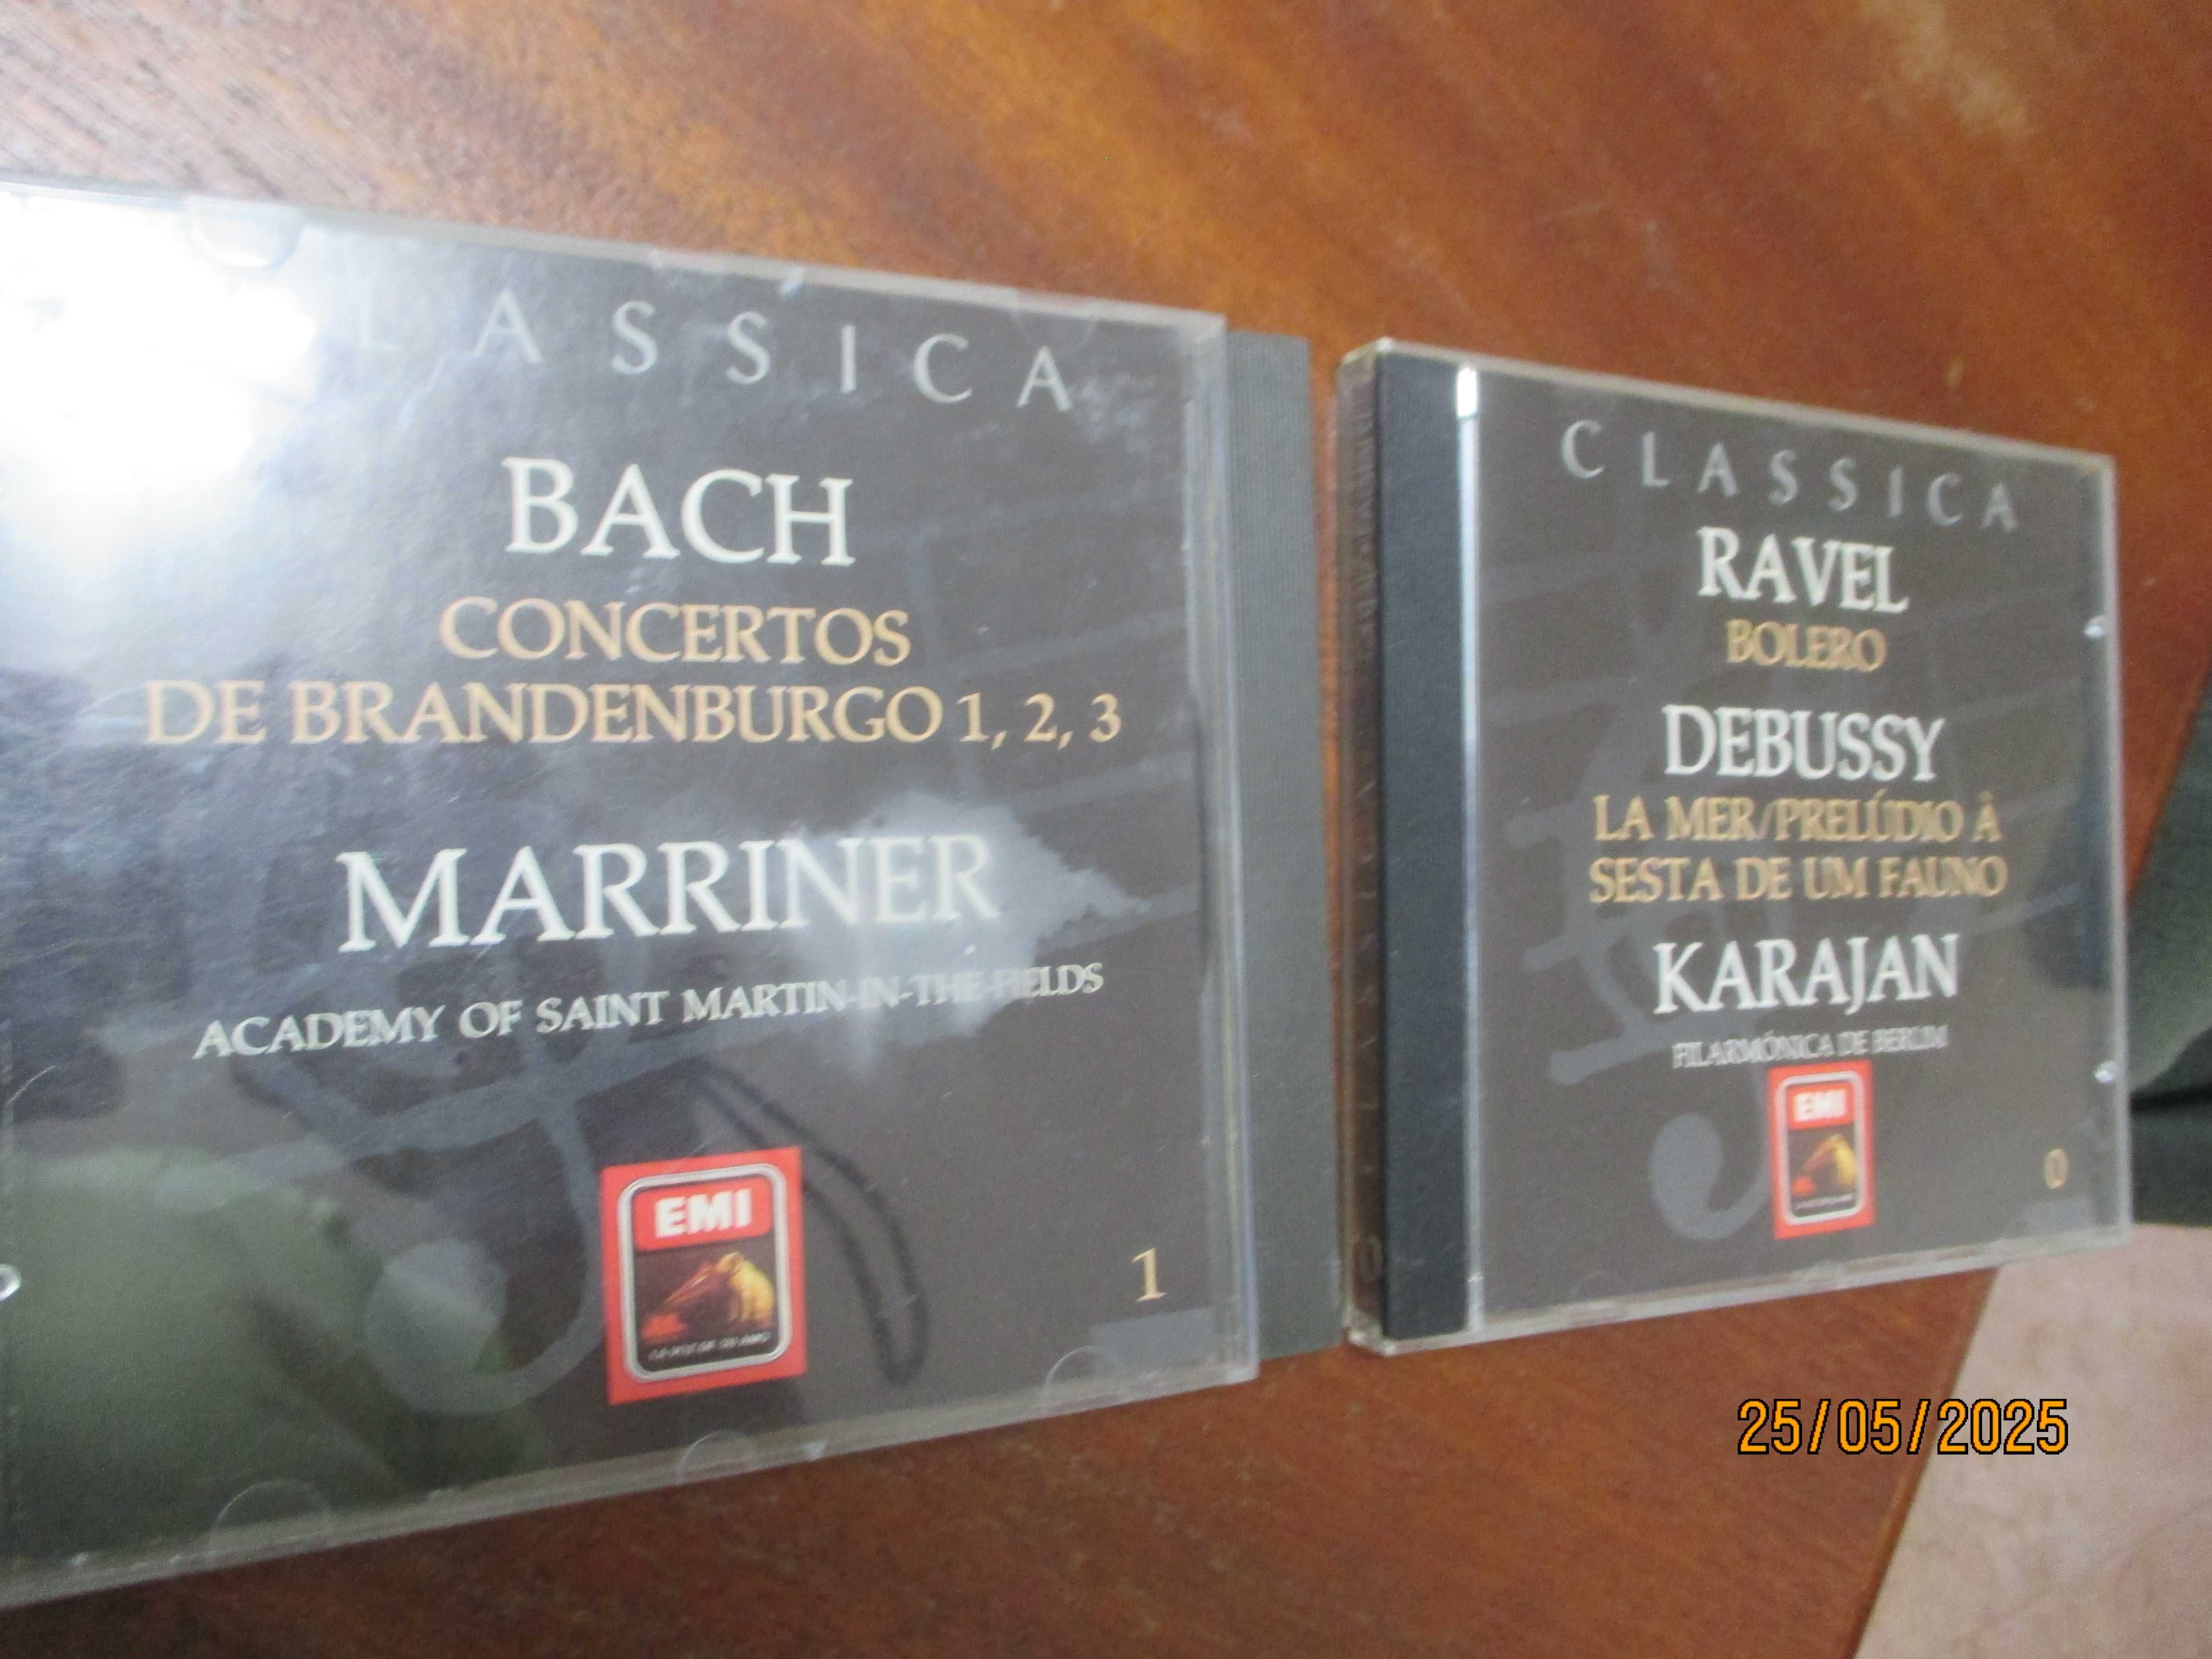 CLASSICA
BACH
CONCERTOS
DE BRANDENBURGO 1, 2, 3
MARRINER
ACADEMY OF SAINT MARTIN-IN-THE-FIELDS
EMI
1
CLASSICA
RAVEL
BOLERO
DEBUSSY
LA MER/PRELÚDIO À
SESTA DE UM FAUNO
KARAJAN
FILARMÓNICA DE BERLIM
EMI
0
25/05/2025